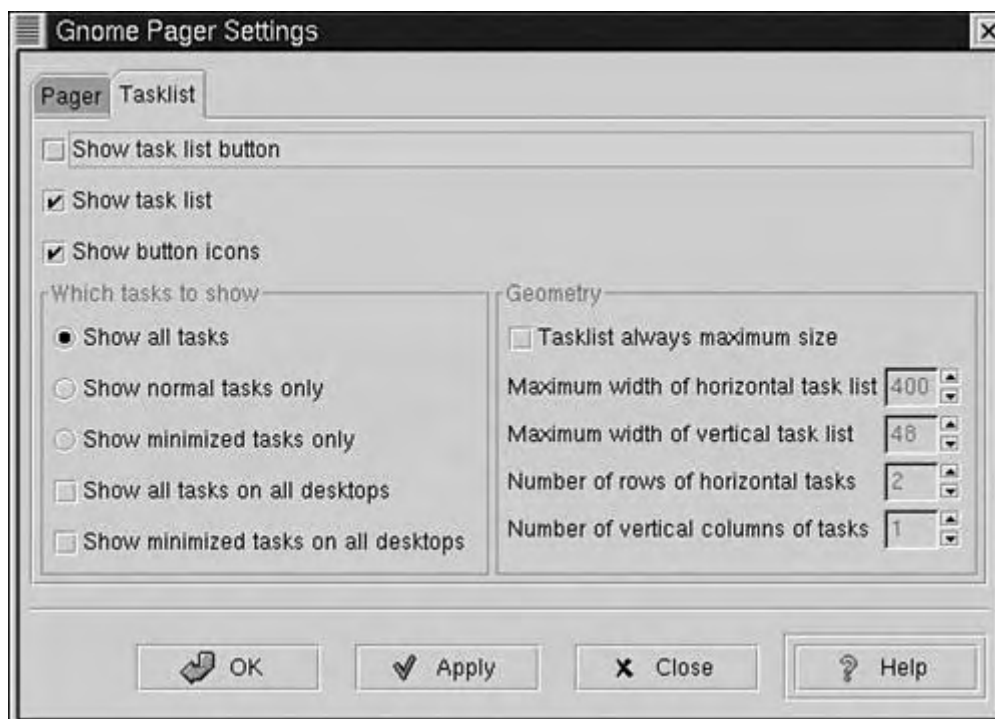 Gnome Pager Settings
Pager Tasklist
Show task list button
Show task list
Show button icons
Which tasks to show
Show all tasks
Show normal tasks only
Show minimized tasks only
Show all tasks on all desktops
Show minimized tasks on all desktops
Geometry
Tasklist always maximum size
Maximum width of horizontal task list 400
Maximum width of vertical task list 48
Number of rows of horizontal tasks 2
Number of vertical columns of tasks 1
OK Apply Close Help